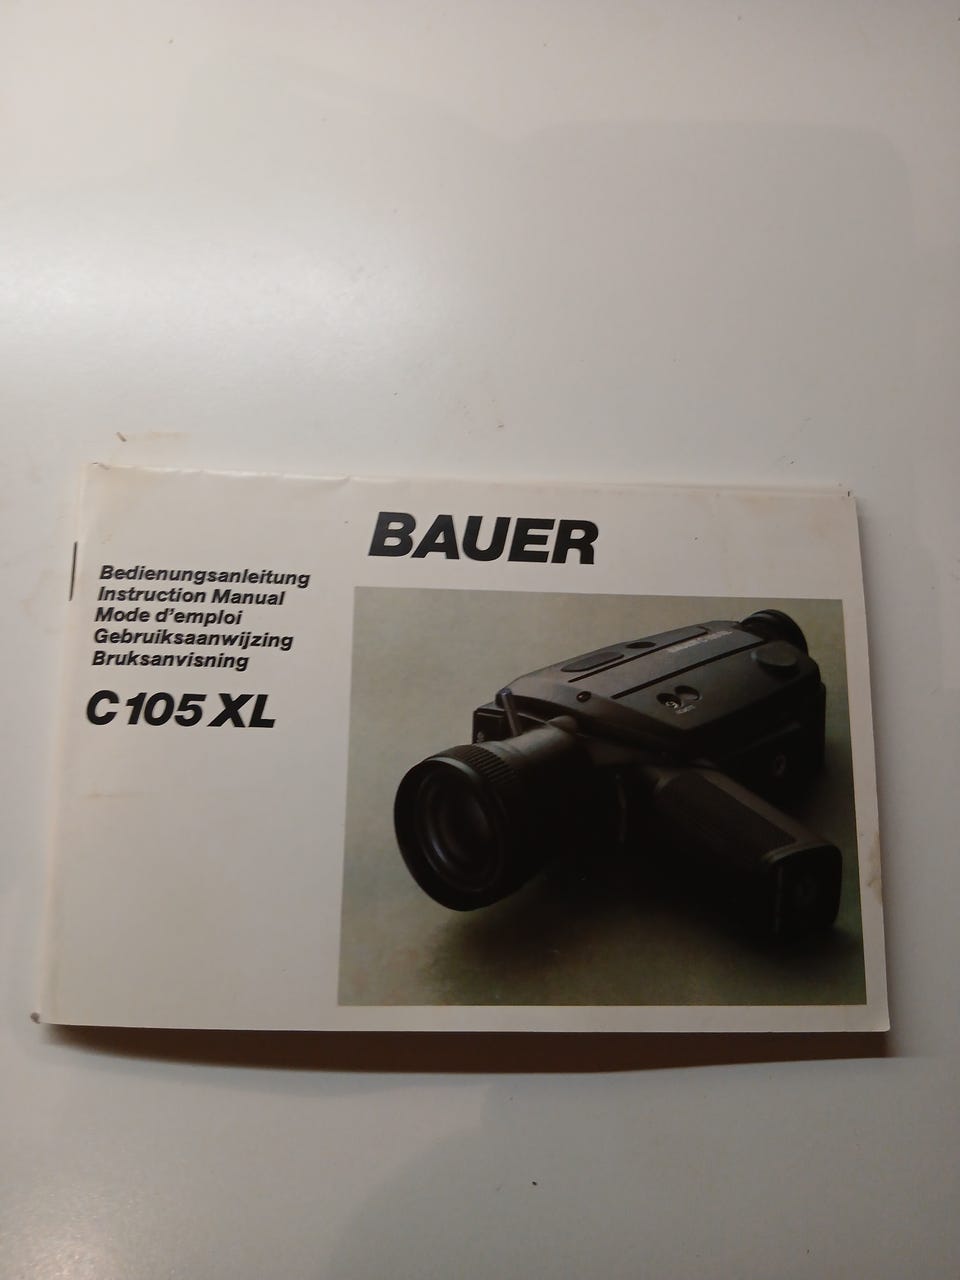 BAUER
Bedienungsanleitung
Instruction Manual
Mode d'emploi
Gebruiksaanwijzing
Bruksanvisning
C 105 XL